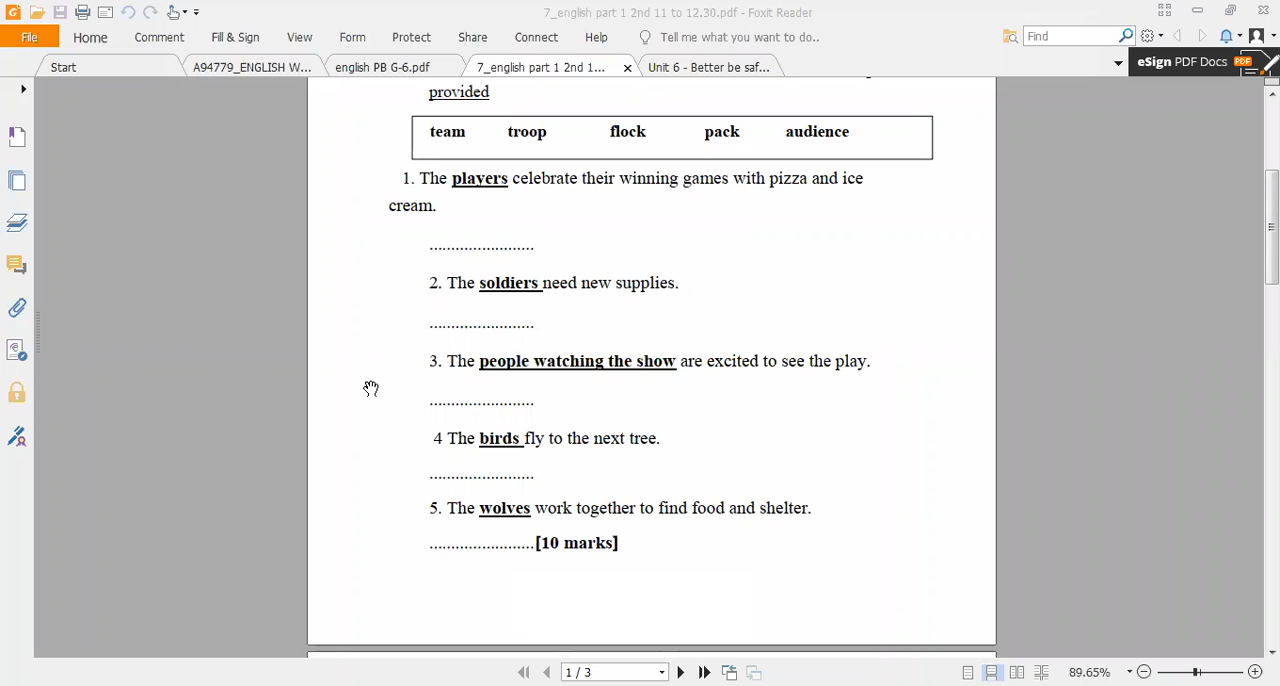 7_english part 1 2nd 11 to 12.30.pdf - Foxit Reader
File Home Comment Fill & Sign View Form Protect Share Connect Help Tell me what you want to do.. Find
Start A94779_ENGLISH W... english PB G-6.pdf 7_english part 1 2nd 1... Unit 6 - Better be saf... eSign PDF Docs
provided
team troop flock pack audience
1. The players celebrate their winning games with pizza and ice
cream.
........................
2. The soldiers need new supplies.
........................
3. The people watching the show are excited to see the play.
........................
4 The birds fly to the next tree.
........................
5. The wolves work together to find food and shelter.
........................[10 marks]
1 / 3 89.65%